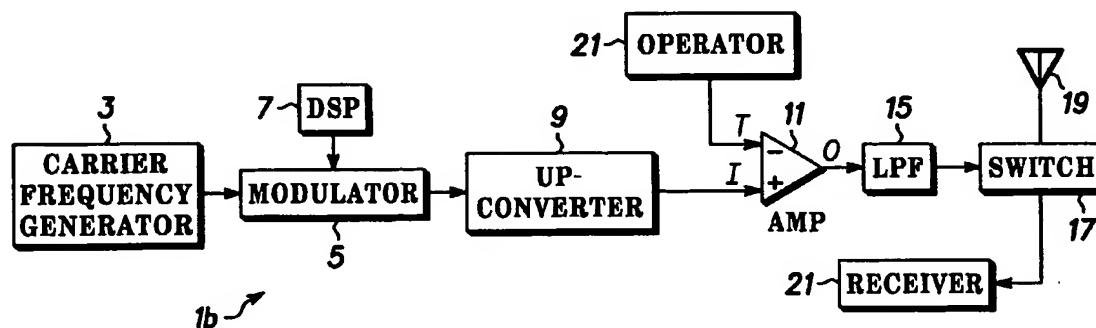 21
OPERATOR
19
7
DSP
3
CARRIER
FREQUENCY
GENERATOR
MODULATOR
5
9
UP-
CONVERTER
T
I
−
+
11
O
AMP
15
LPF
SWITCH
17
21
RECEIVER
1b